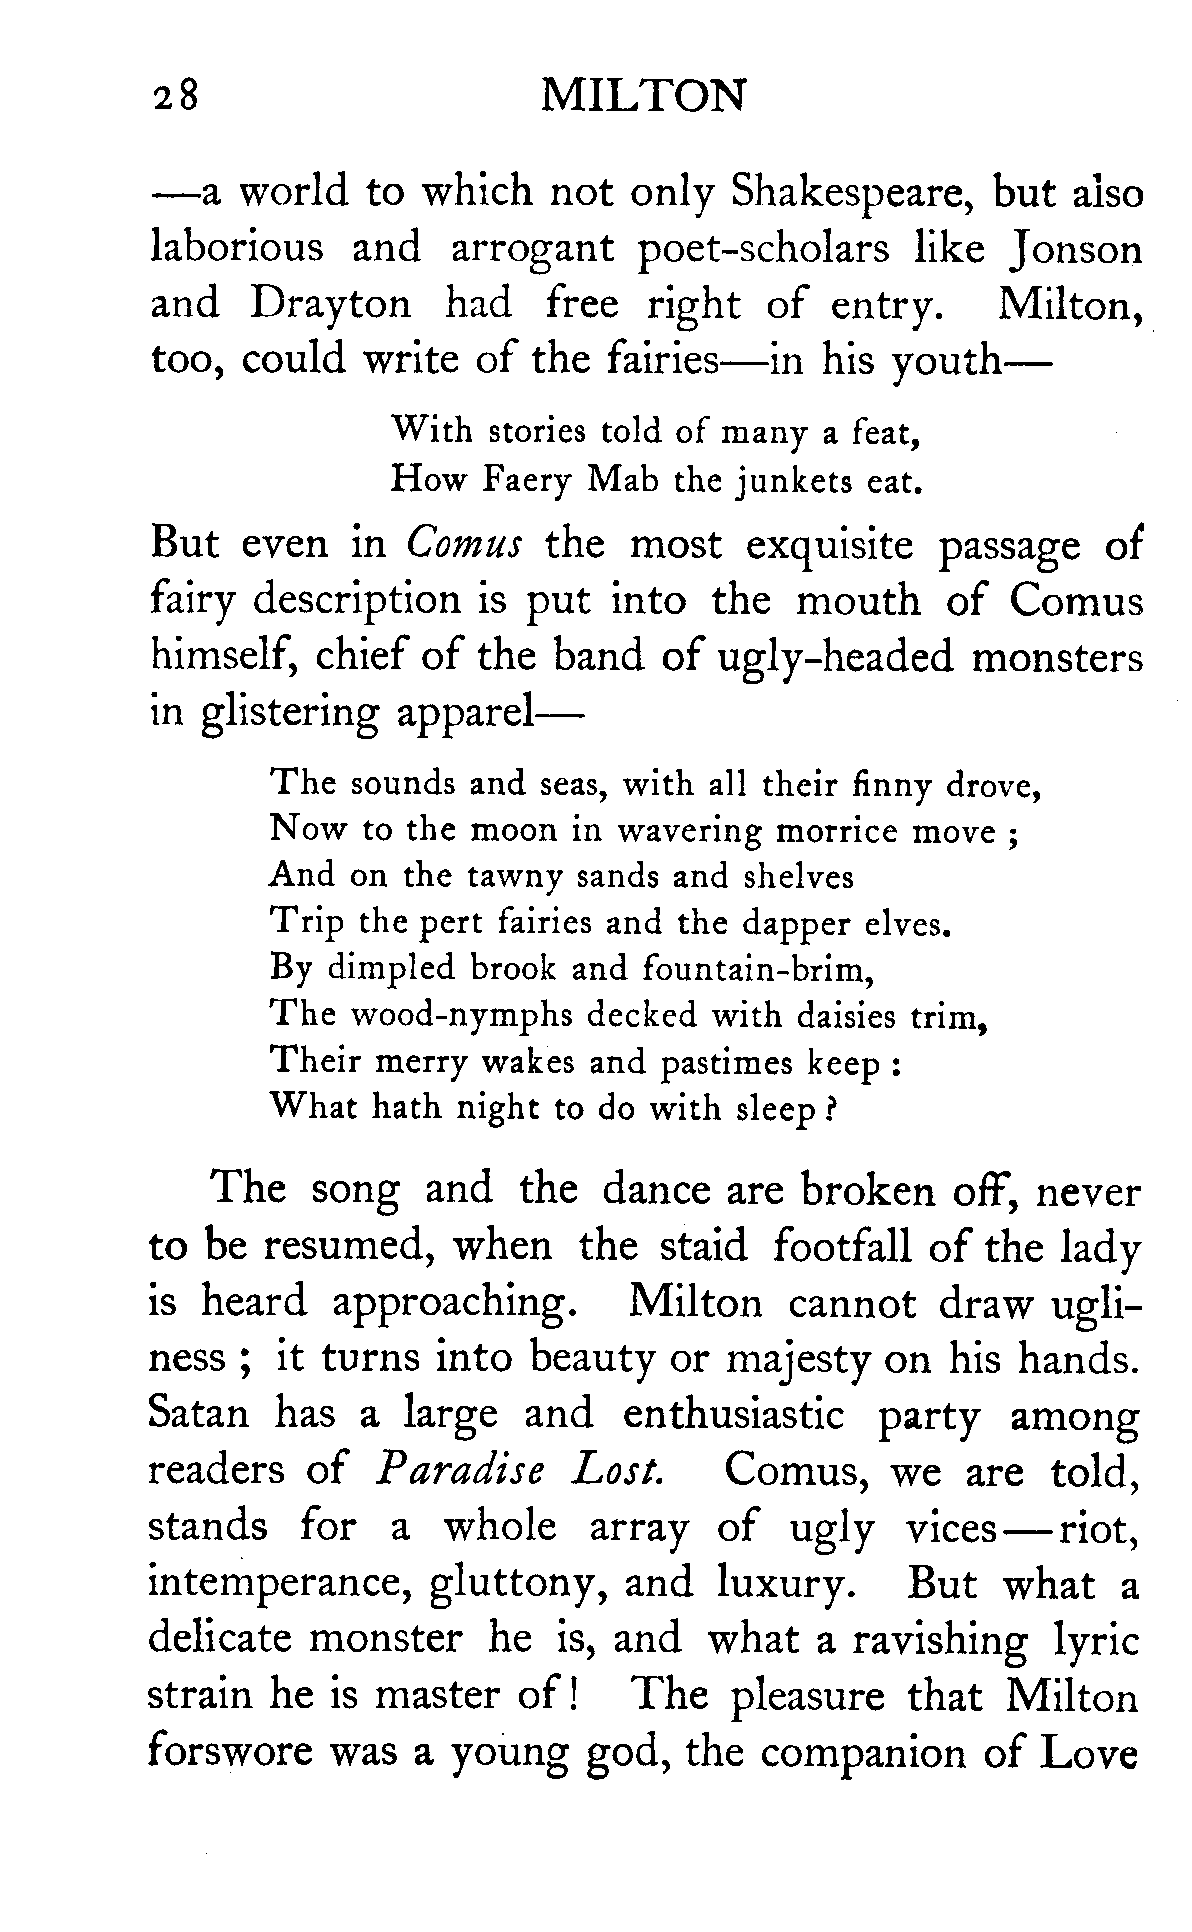 28 MILTON
—a world to which not only Shakespeare, but also
laborious and arrogant poet-scholars like Jonson
and Drayton had free right of entry. Milton,
too, could write of the fairies—in his youth—
With stories told of many a feat,
How Faery Mab the junkets eat.
But even in Comus the most exquisite passage of
fairy description is put into the mouth of Comus
himself, chief of the band of ugly-headed monsters
in glistering apparel—
The sounds and seas, with all their finny drove,
Now to the moon in wavering morrice move ;
And on the tawny sands and shelves
Trip the pert fairies and the dapper elves.
By dimpled brook and fountain-brim,
The wood-nymphs decked with daisies trim,
Their merry wakes and pastimes keep :
What hath night to do with sleep ?
The song and the dance are broken off, never
to be resumed, when the staid footfall of the lady
is heard approaching. Milton cannot draw ugli-
ness ; it turns into beauty or majesty on his hands.
Satan has a large and enthusiastic party among
readers of Paradise Lost. Comus, we are told,
stands for a whole array of ugly vices—riot,
intemperance, gluttony, and luxury. But what a
delicate monster he is, and what a ravishing lyric
strain he is master of ! The pleasure that Milton
forswore was a young god, the companion of Love